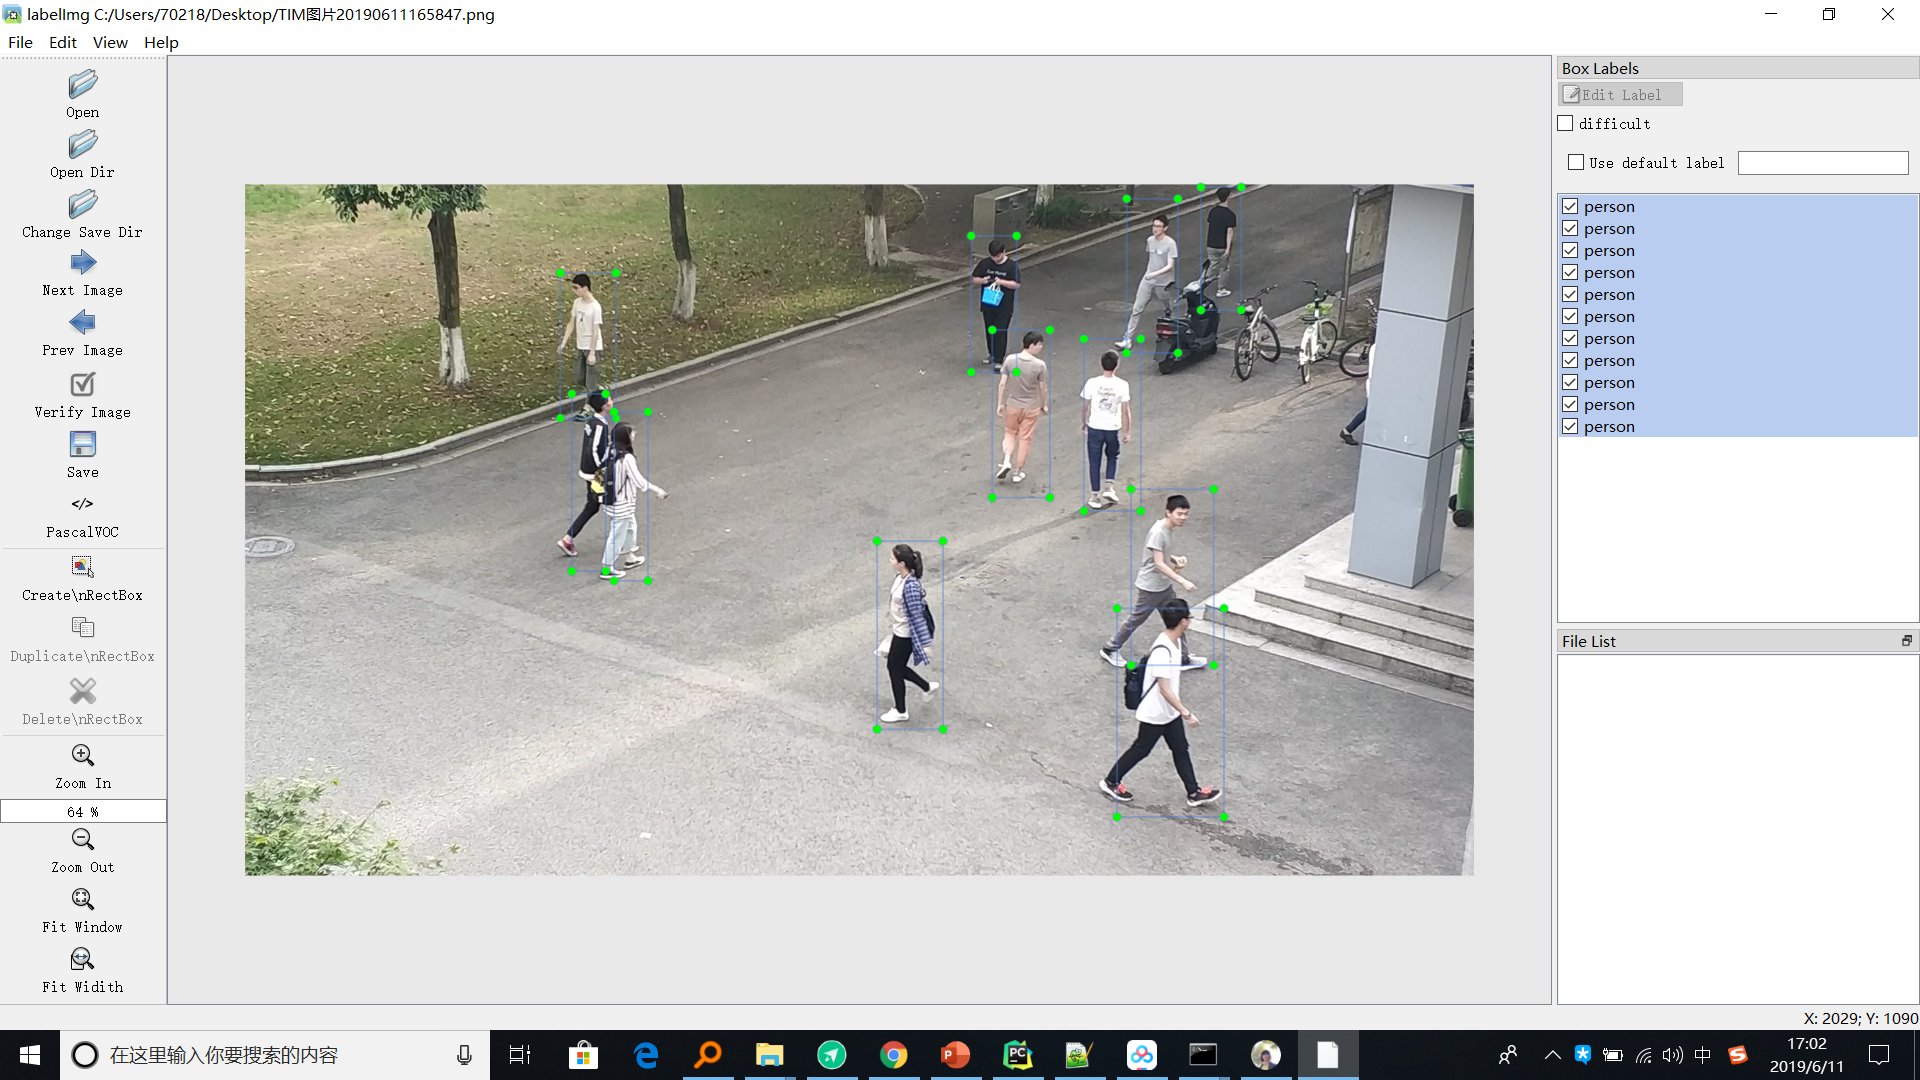 labelImg C:/Users/70218/Desktop/TIM图片20190611165847.png
File Edit View Help
Open
Open Dir
Change Save Dir
Next Image
Prev Image
Verify Image
Save
</>
PascalVOC
Create\nRectBox
Duplicate\nRectBox
Delete\nRectBox
Zoom In
64 %
Zoom Out
Fit Window
Fit Widith
Box Labels
Edit Label
difficult
Use default label
person
person
person
person
person
person
person
person
person
person
person
File List
X: 2029; Y: 1090
在这里输入你要搜索的内容
中
17:02
2019/6/11